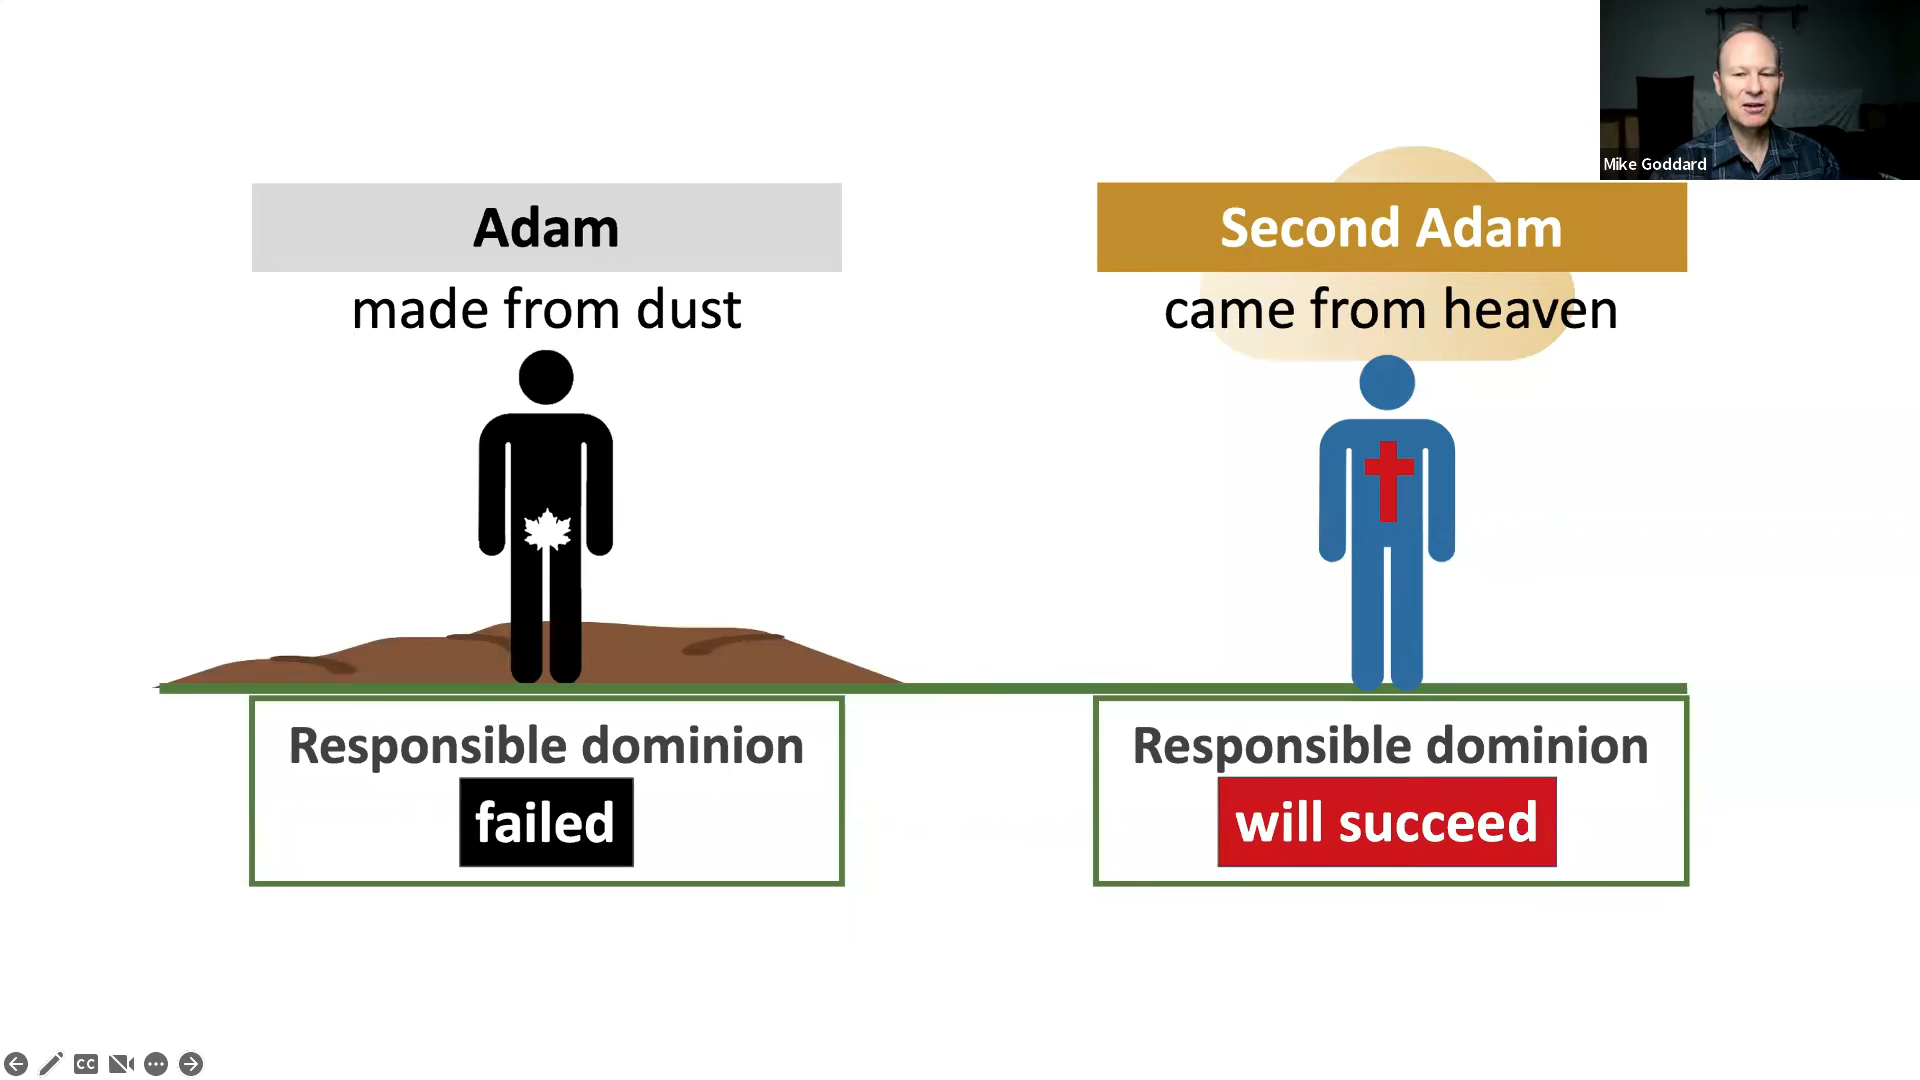 Mike Goddard
Adam
made from dust
Second Adam
came from heaven
Responsible dominion
failed
Responsible dominion
will succeed
CC